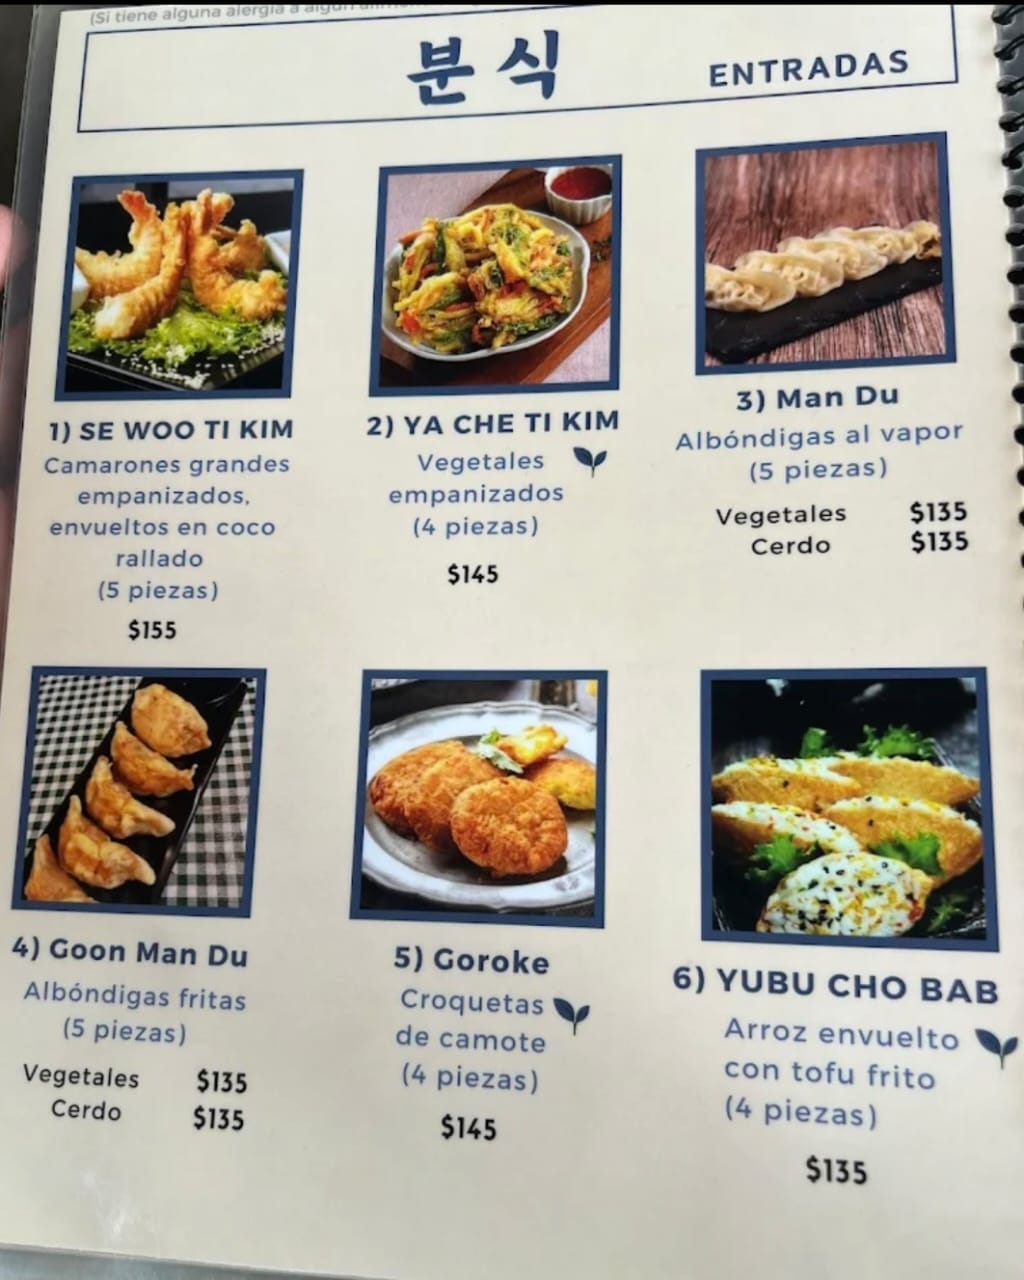 (Si tiene alguna alergia a algún
분식
ENTRADAS
1) SE WOO TI KIM
Camarones grandes
empanizados,
envueltos en coco
rallado
(5 piezas)
$155
2) YA CHE TI KIM
Vegetales
empanizados
(4 piezas)
$145
3) Man Du
Albóndigas al vapor
(5 piezas)
Vegetales $135
Cerdo $135
4) Goon Man Du
Albóndigas fritas
(5 piezas)
Vegetales $135
Cerdo $135
5) Goroke
Croquetas
de camote
(4 piezas)
$145
6) YUBU CHO BAB
Arroz envuelto
con tofu frito
(4 piezas)
$135